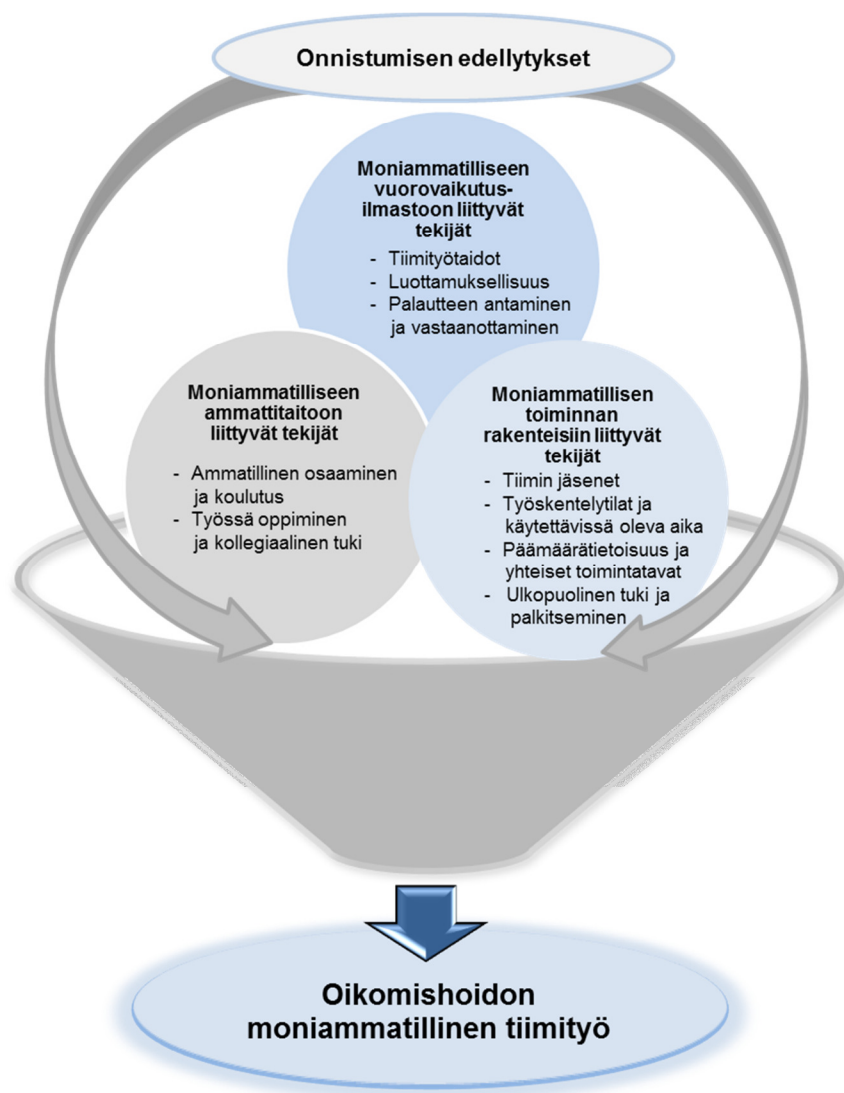 Onnistumisen edellytykset
Moniammatilliseen
vuorovaikutus-
ilmastoon liittyvät
tekijät
- Tiimityötaidot
- Luottamuksellisuus
- Palautteen antaminen
ja vastaanottaminen
Moniammatilliseen
ammattitaitoon
liittyvät tekijät
- Ammatillinen osaaminen
ja koulutus
- Työssä oppiminen
ja kollegiaalinen tuki
Moniammatillisen
toiminnan
rakenteisiin liittyvät
tekijät
- Tiimin jäsenet
- Työskentelytilat ja
käytettävissä oleva aika
- Päämäärätietoisuus ja
yhteiset toimintatavat
- Ulkopuolinen tuki ja
palkitseminen
Oikomishoidon
moniammatillinen tiimityö